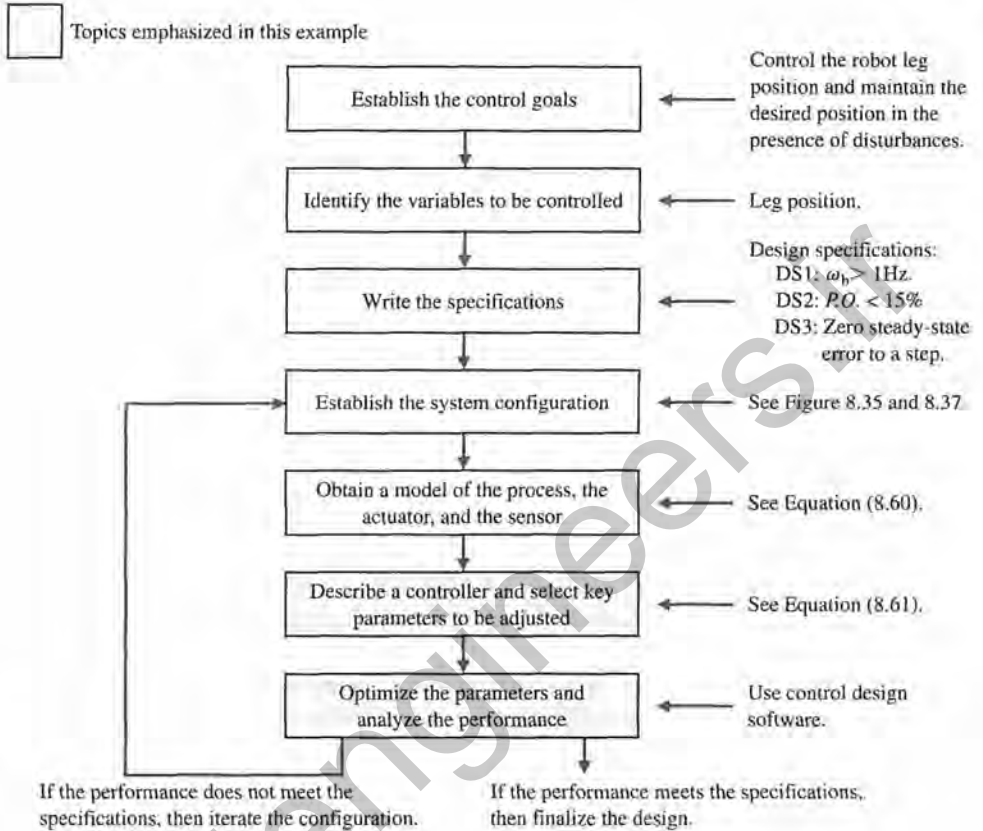 Topics emphasized in this example
Establish the control goals
Control the robot leg
position and maintain the
desired position in the
presence of disturbances.
Identify the variables to be controlled
Leg position.
Write the specifications
Design specifications:
DS1: ωb > 1Hz.
DS2: P.O. < 15%
DS3: Zero steady-state
error to a step.
Establish the system configuration
See Figure 8.35 and 8.37
Obtain a model of the process, the
actuator, and the sensor
See Equation (8.60).
Describe a controller and select key
parameters to be adjusted
See Equation (8.61).
Optimize the parameters and
analyze the performance
Use control design
software.
If the performance does not meet the
specifications, then iterate the configuration.
If the performance meets the specifications,
then finalize the design.
engineers.ir